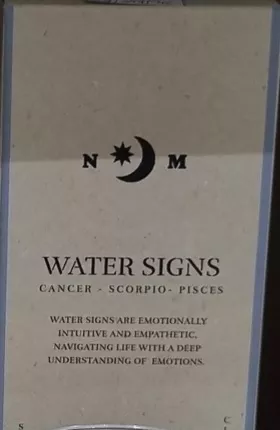 N M
WATER SIGNS
CANCER - SCORPIO- PISCES
WATER SIGNS ARE EMOTIONALLY
INTUITIVE AND EMPATHETIC,
NAVIGATING LIFE WITH A DEEP
UNDERSTANDING OF EMOTIONS.
S C